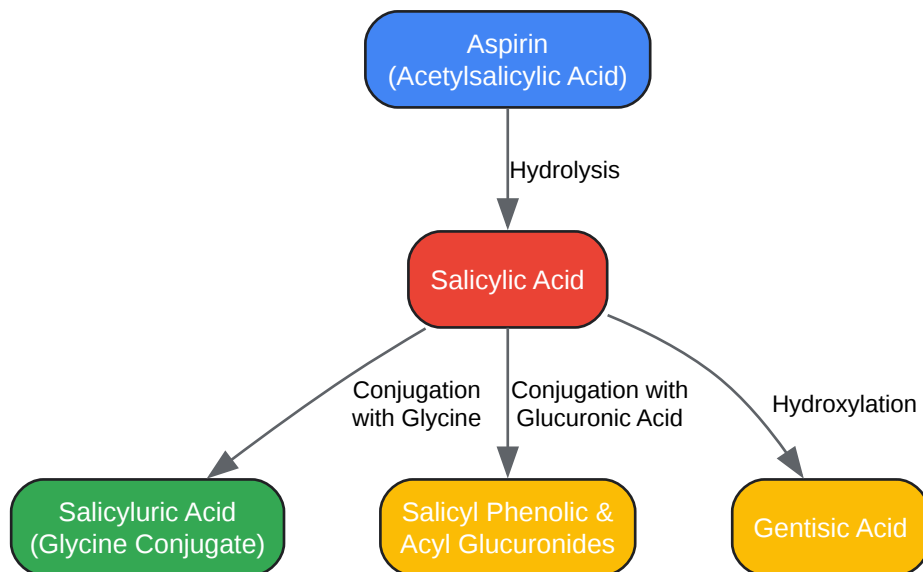 Aspirin
(Acetylsalicylic Acid)
Hydrolysis
Salicylic Acid
Conjugation
with Glycine
Conjugation with
Glucuronic Acid
Hydroxylation
Salicyluric Acid
(Glycine Conjugate)
Salicyl Phenolic &
Acyl Glucuronides
Gentisic Acid